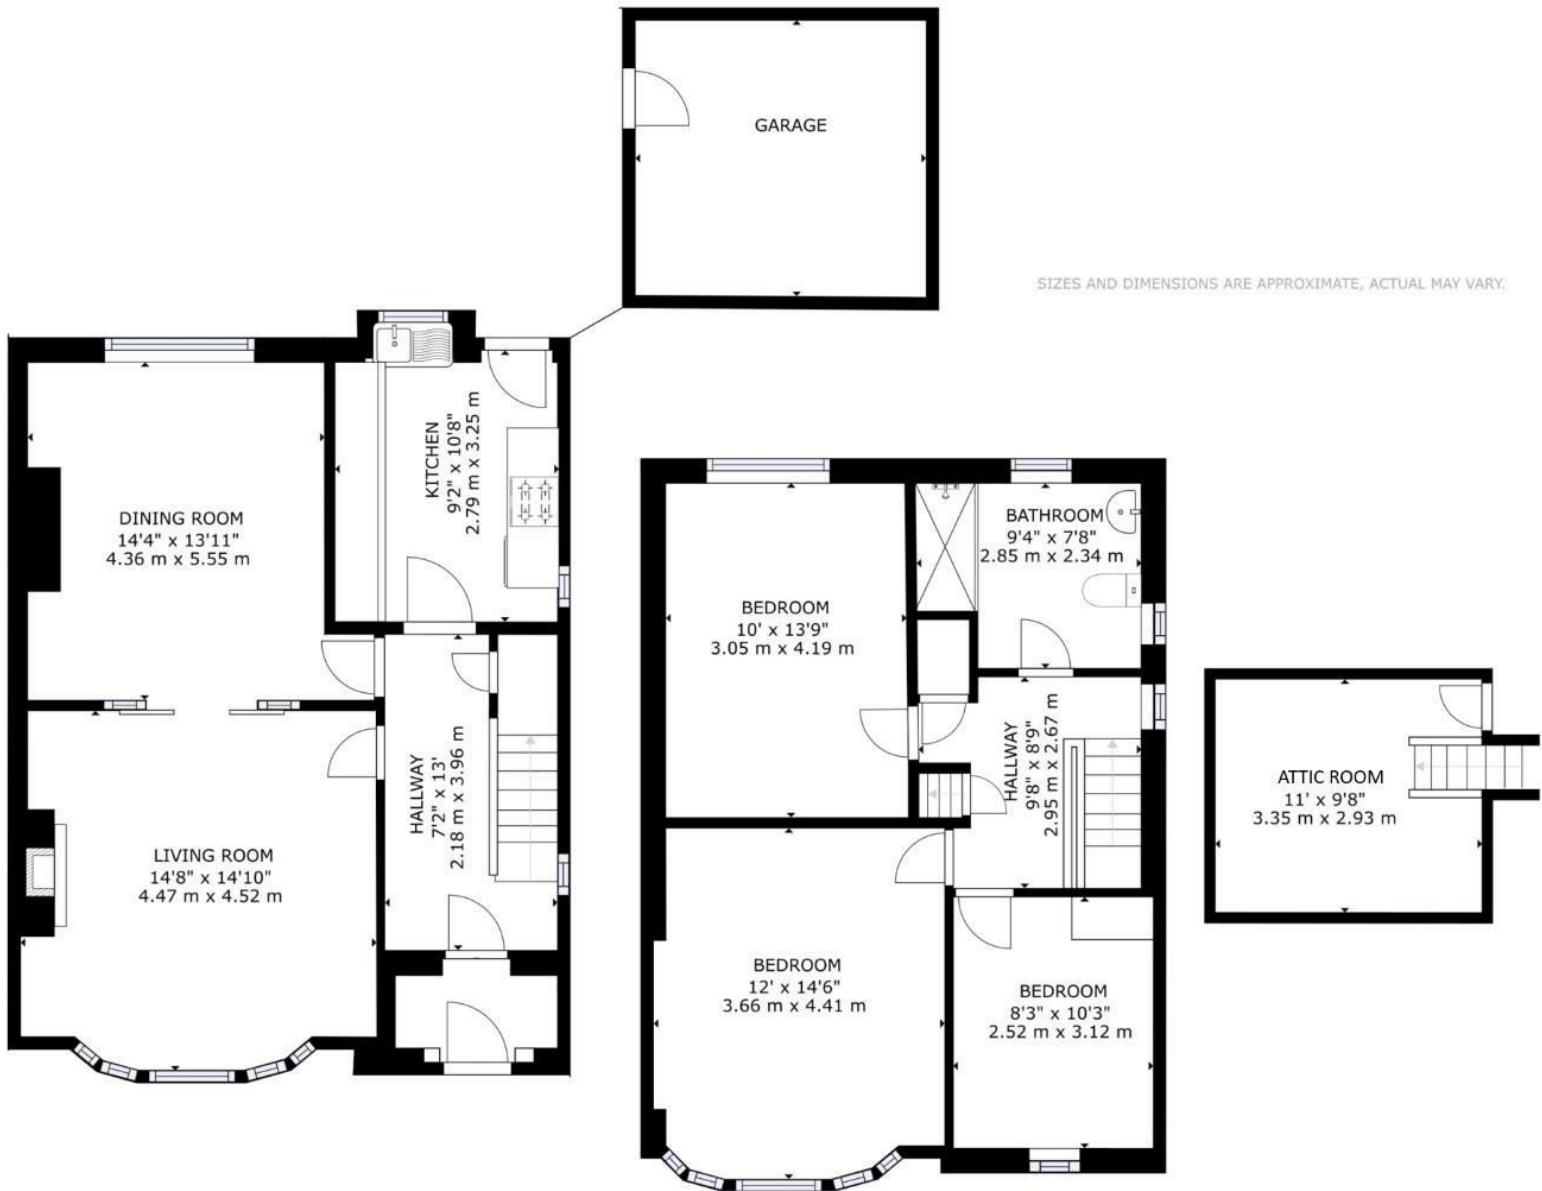 GARAGE
SIZES AND DIMENSIONS ARE APPROXIMATE, ACTUAL MAY VARY.
KITCHEN
9'2" x 10'8"
2.79 m x 3.25 m
DINING ROOM
14'4" x 13'11"
4.36 m x 5.55 m
BATHROOM
9'4" x 7'8"
2.85 m x 2.34 m
BEDROOM
10' x 13'9"
3.05 m x 4.19 m
HALLWAY
7'2" x 13'
2.18 m x 3.96 m
HALLWAY
9'8" x 8'9"
2.95 m x 2.67 m
ATTIC ROOM
11' x 9'8"
3.35 m x 2.93 m
LIVING ROOM
14'8" x 14'10"
4.47 m x 4.52 m
BEDROOM
12' x 14'6"
3.66 m x 4.41 m
BEDROOM
8'3" x 10'3"
2.52 m x 3.12 m